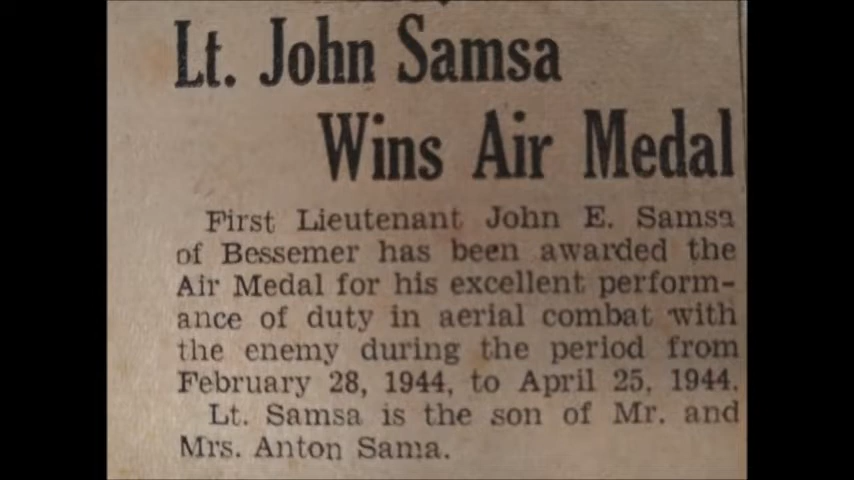 Lt. John Samsa
Wins Air Medal
First Lieutenant John E. Samsa
of Bessemer has been awarded the
Air Medal for his excellent perform-
ance of duty in aerial combat with
the enemy during the period from
February 28, 1944, to April 25, 1944.
Lt. Samsa is the son of Mr. and
Mrs. Anton Sama.